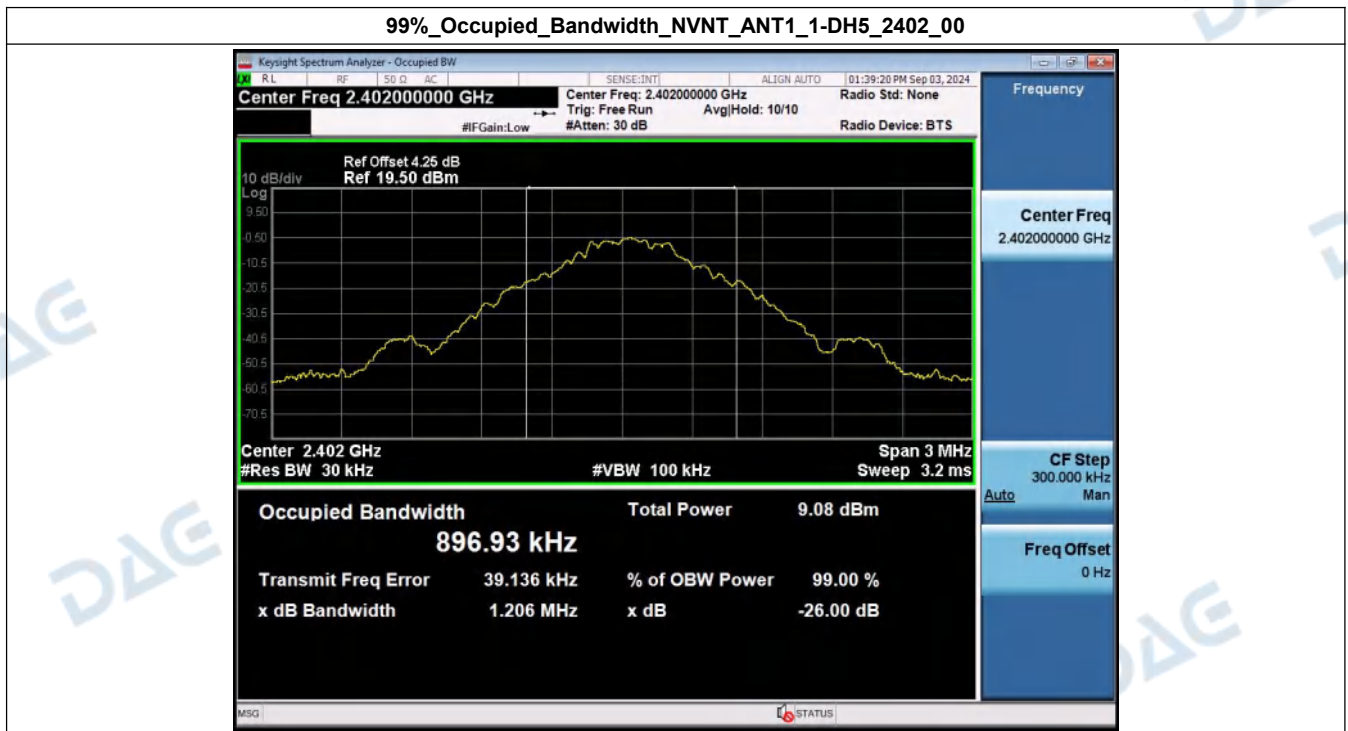 99%_Occupied_Bandwidth_NVNT_ANT1_1-DH5_2402_00
Keysight Spectrum Analyzer - Occupied BW
LXI RL RF 50 Ω AC SENSE:INT ALIGN AUTO 01:39:20 PM Sep 03, 2024
Center Freq 2.402000000 GHz Center Freq: 2.402000000 GHz Radio Std: None
Trig: Free Run Avg|Hold: 10/10
#IFGain:Low #Atten: 30 dB Radio Device: BTS
Frequency
Ref Offset 4.25 dB
10 dB/div Ref 19.50 dBm
Log
9.50
-0.50
-10.5
-20.5
-30.5
-40.5
-50.5
-60.5
-70.5
Center 2.402 GHz Span 3 MHz
#Res BW 30 kHz #VBW 100 kHz Sweep 3.2 ms
Center Freq
2.402000000 GHz
CF Step
300.000 kHz
Auto Man
Freq Offset
0 Hz
Occupied Bandwidth Total Power 9.08 dBm
896.93 kHz
Transmit Freq Error 39.136 kHz % of OBW Power 99.00 %
x dB Bandwidth 1.206 MHz x dB -26.00 dB
MSG STATUS
DAG
DAG